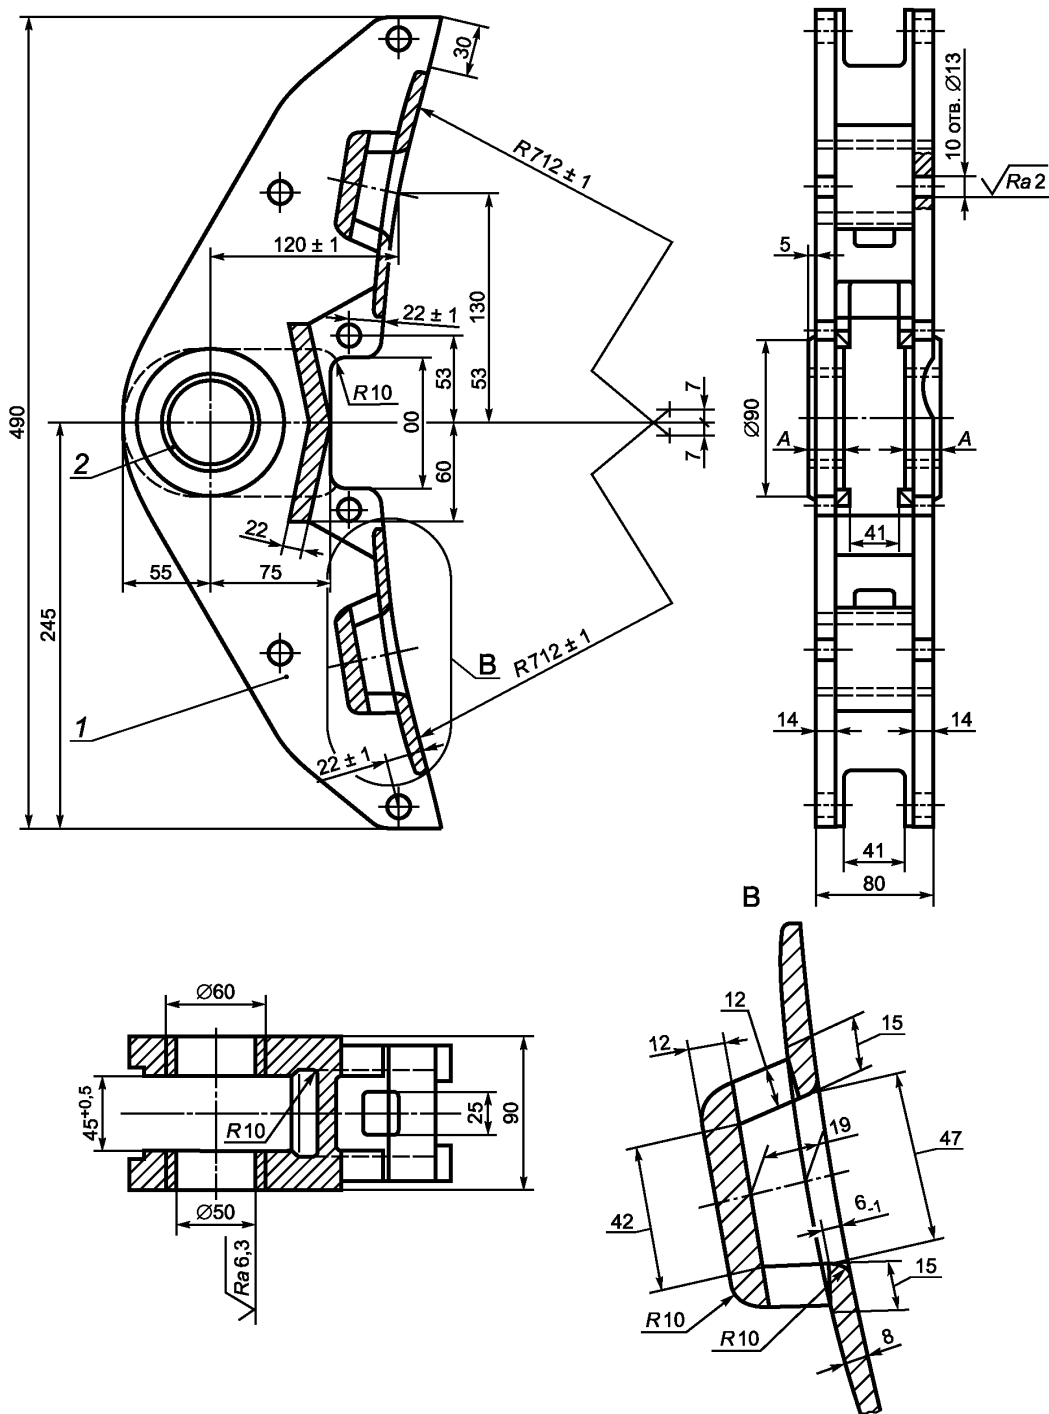 30
R712 ± 1
120 ± 1
130
22 ± 1
53
53
R10
00
7
7
490
2
60
22
55
75
245
1
B
R712 ± 1
22 ± 1
10 отв. Ø13
Ra 2
5
Ø90
A
A
41
14
14
41
80
B
Ø60
45+0,5
R10
25
90
Ø50
Ra 6,3
12
12
15
19
47
42
6-1
15
R10
R10
8